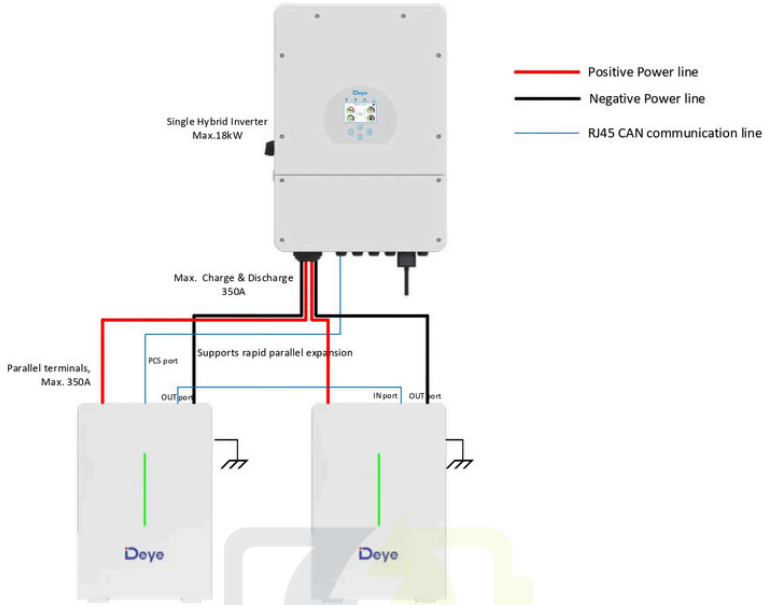 Positive Power line
Deye
Negative Power line
Single Hybrid Inverter
Max.18kW
RJ45 CAN communication line
Max. Charge & Discharge
350A
PCS port
Supports rapid parallel expansion
Parallel terminals,
Max. 350A
OUT port
IN port
OUT port
Deye
Deye